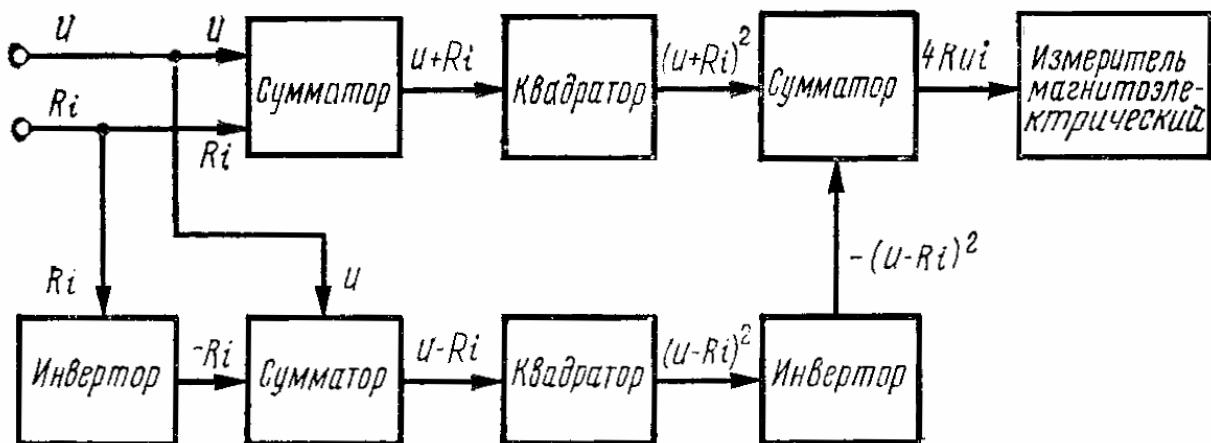 u
u
Ri
Ri
Сумматор
u+Ri
Квадратор
(u+Ri)²
Сумматор
4Rui
Измеритель
магнитоэле-
ктрический
Ri
u
-(u-Ri)²
Инвертор
-Ri
Сумматор
u-Ri
Квадратор
(u-Ri)²
Инвертор